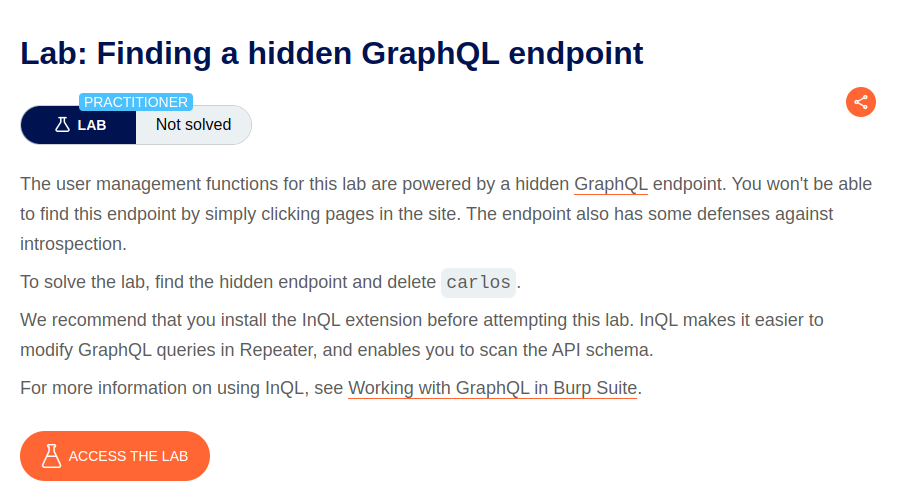 Lab: Finding a hidden GraphQL endpoint
PRACTITIONER
LAB
Not solved
The user management functions for this lab are powered by a hidden GraphQL endpoint. You won't be able
to find this endpoint by simply clicking pages in the site. The endpoint also has some defenses against
introspection.
To solve the lab, find the hidden endpoint and delete carlos.
We recommend that you install the InQL extension before attempting this lab. InQL makes it easier to
modify GraphQL queries in Repeater, and enables you to scan the API schema.
For more information on using InQL, see Working with GraphQL in Burp Suite.
ACCESS THE LAB